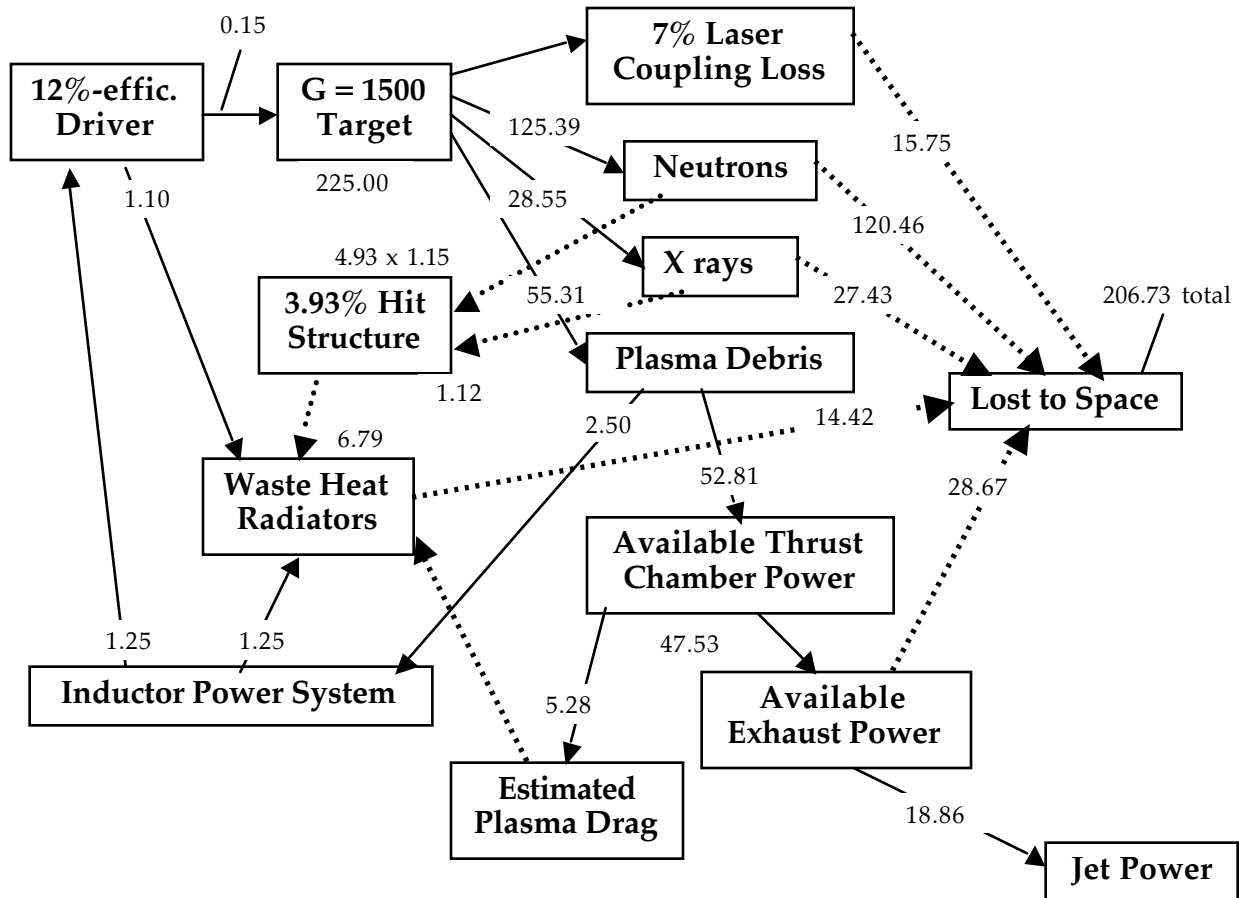 0.15
7% Laser
Coupling Loss
12%-effic.
Driver
G = 1500
Target
125.39
15.75
Neutrons
225.00
1.10
28.55
120.46
4.93 x 1.15
X rays
3.93% Hit
Structure
55.31
27.43
206.73 total
Plasma Debris
1.12
Lost to Space
2.50
14.42
6.79
Waste Heat
Radiators
52.81
28.67
Available Thrust
Chamber Power
1.25
1.25
47.53
Inductor Power System
5.28
Available
Exhaust Power
Estimated
Plasma Drag
18.86
Jet Power